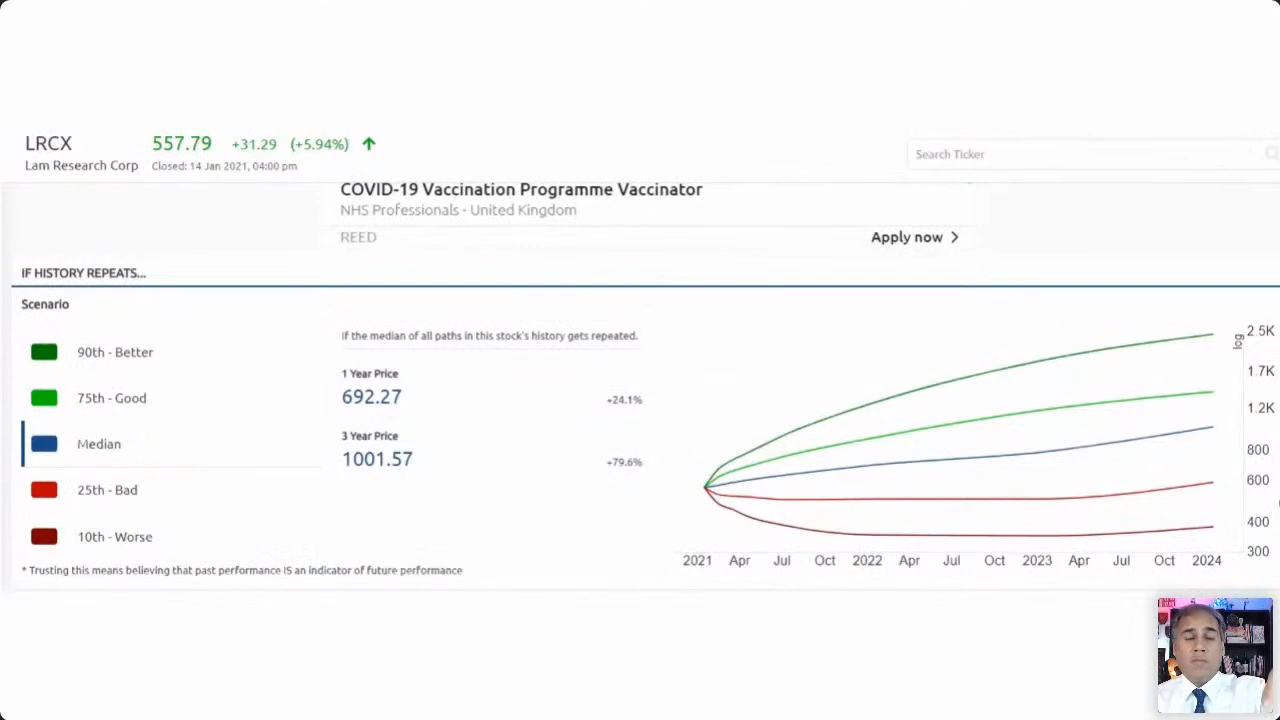 LRCX 557.79 +31.29 (+5.94%)
Lam Research Corp Closed: 14 Jan 2021, 04:00 pm
Search Ticker
COVID-19 Vaccination Programme Vaccinator
NHS Professionals - United Kingdom
REED Apply now
IF HISTORY REPEATS...
Scenario
90th - Better
75th - Good
Median
25th - Bad
10th - Worse
If the median of all paths in this stock's history gets repeated.
1 Year Price
692.27 +24.1%
3 Year Price
1001.57 +79.6%
log
2.5K
1.7K
1.2K
800
600
400
300
2021 Apr Jul Oct 2022 Apr Jul Oct 2023 Apr Jul Oct 2024
* Trusting this means believing that past performance IS an indicator of future performance